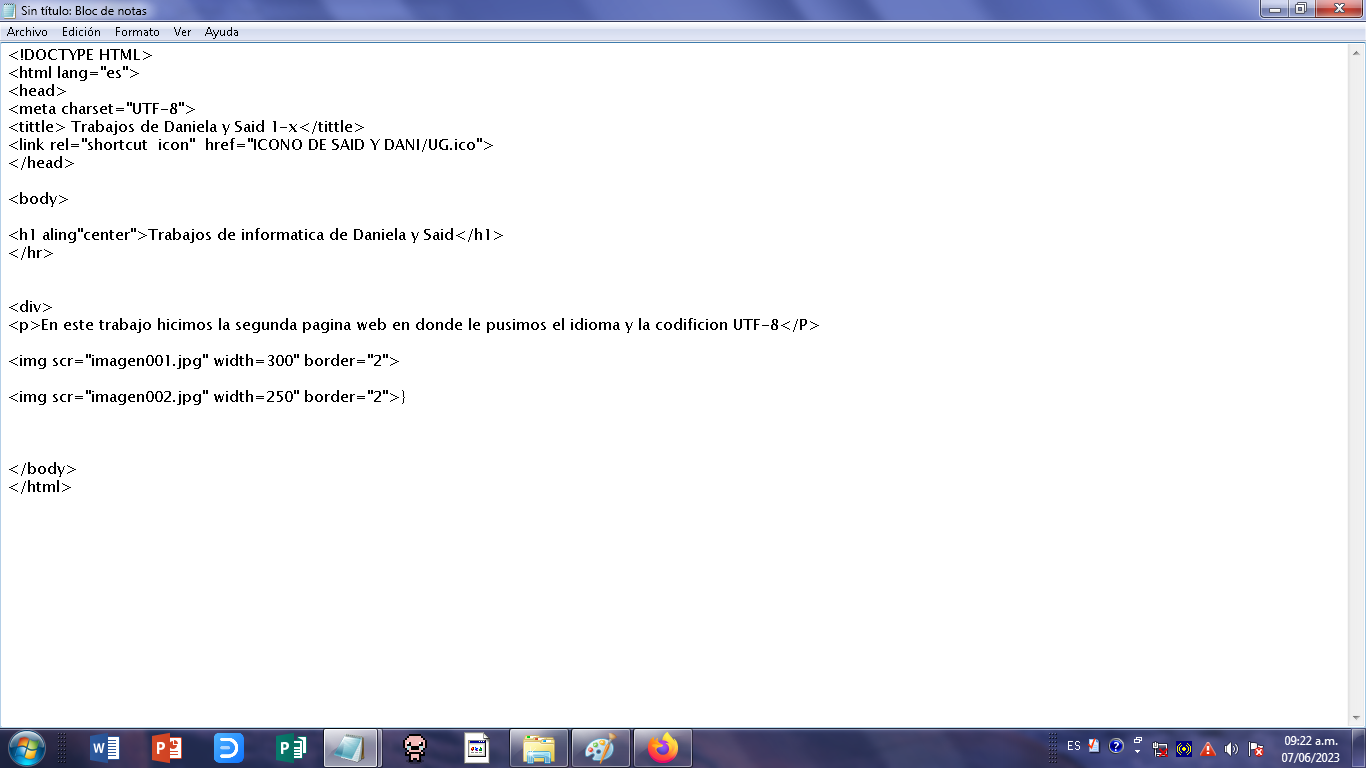 Sin título: Bloc de notas
Archivo Edición Formato Ver Ayuda
<!DOCTYPE HTML>
<html lang="es">
<head>
<meta charset="UTF-8">
<tittle> Trabajos de Daniela y Said 1-x</tittle>
<link rel="shortcut  icon"  href="ICONO DE SAID Y DANI/UG.ico">
</head>
<body>
<h1 aling"center">Trabajos de informatica de Daniela y Said</h1>
</hr>
<div>
<p>En este trabajo hicimos la segunda pagina web en donde le pusimos el idioma y la codificion UTF-8</P>
<img scr="imagen001.jpg" width=300" border="2">
<img scr="imagen002.jpg" width=250" border="2">}
</body>
</html>
ES
09:22 a.m.
07/06/2023